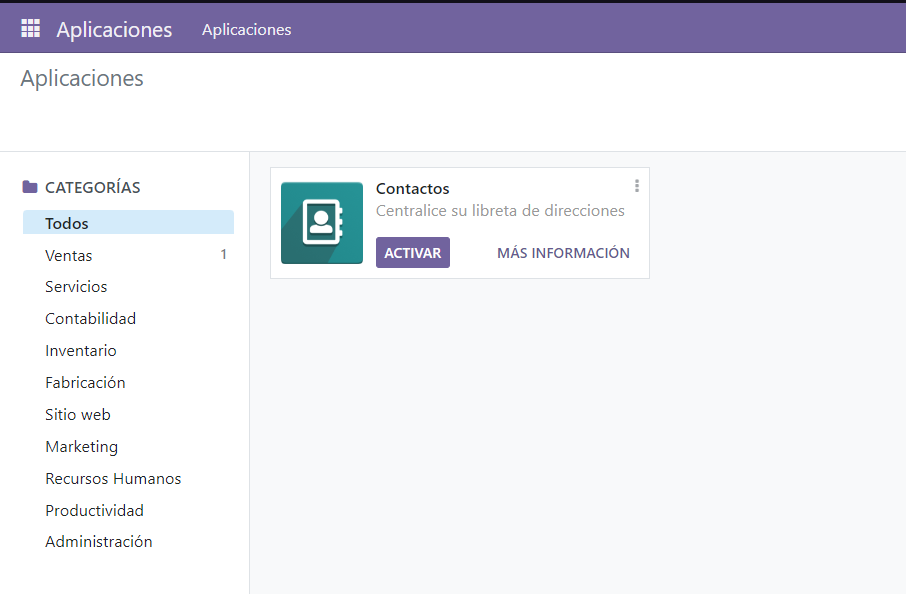 Aplicaciones Aplicaciones
Aplicaciones
CATEGORÍAS
Todos
Ventas 1
Servicios
Contabilidad
Inventario
Fabricación
Sitio web
Marketing
Recursos Humanos
Productividad
Administración
Contactos
Centralice su libreta de direcciones
ACTIVAR MÁS INFORMACIÓN